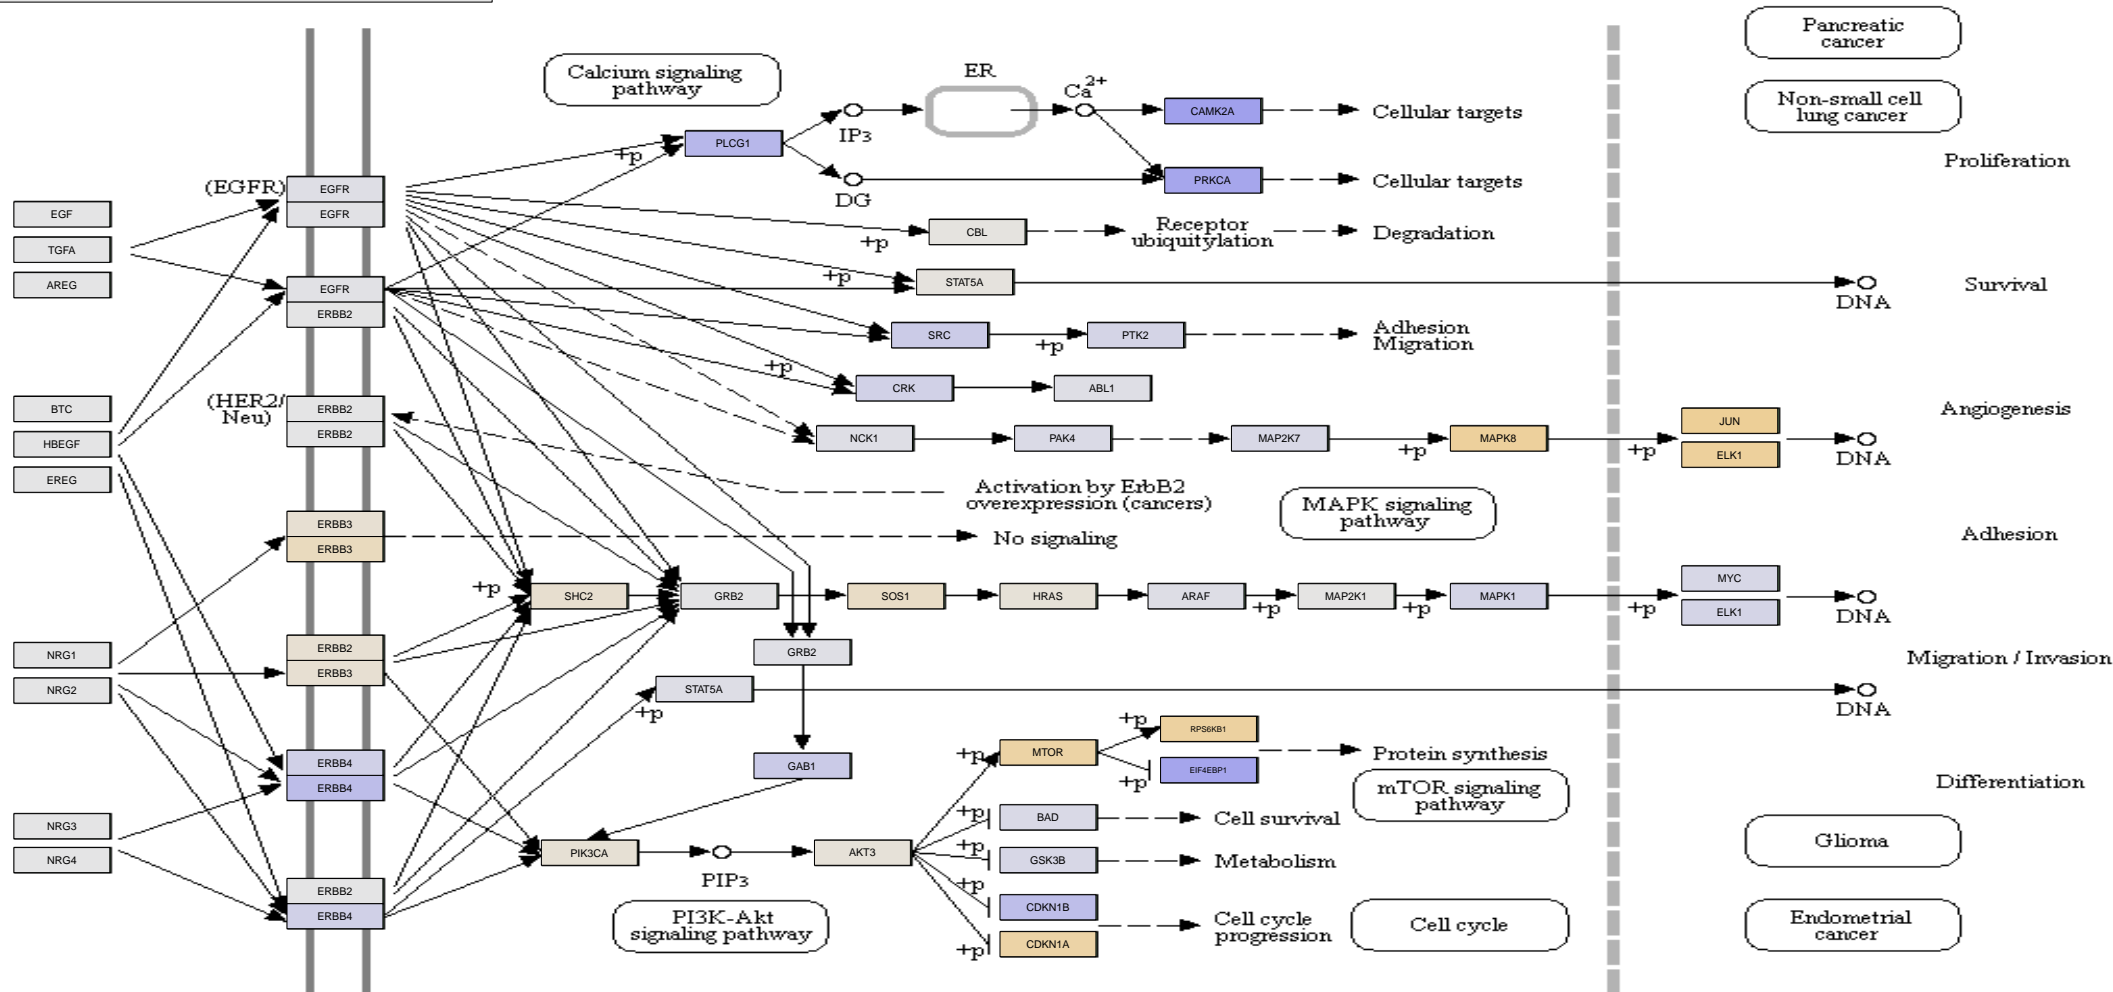 Pancreatic
cancer
Calcium signaling
pathway
ER
Ca2+
Non-small cell
lung cancer
CAMK2A
Cellular targets
IP3
PLCG1
+p
Proliferation
PRKCA
Cellular targets
DG
(EGFR)
EGFR
EGFR
EGF
TGFA
AREG
CBL
+p
Receptor
ubiquitylation
Degradation
+p
STAT5A
DNA
Survival
EGFR
ERBB2
SRC
+p
PTK2
Adhesion
Migration
+p
CRK
ABL1
BTC
HBEGF
EREG
(HER2/
Neu)
ERBB2
ERBB2
NCK1
PAK4
MAP2K7
+p
MAPK8
+p
JUN
ELK1
DNA
Angiogenesis
Activation by ErbB2
overexpression (cancers)
MAPK signaling
pathway
ERBB3
ERBB3
No signaling
Adhesion
+p
SHC2
GRB2
SOS1
HRAS
ARAF
+p
MAP2K1
+p
MAPK1
+p
MYC
ELK1
DNA
NRG1
NRG2
ERBB2
ERBB3
GRB2
Migration / Invasion
STAT5A
+p
DNA
ERBB4
ERBB4
GAB1
+p
MTOR
+p
RPS6KB1
+p
EIF4EBP1
Protein synthesis
mTOR signaling
pathway
Differentiation
NRG3
NRG4
+p
BAD
Cell survival
PIK3CA
PIP3
AKT3
+p
GSK3B
Metabolism
Glioma
ERBB2
ERBB4
PI3K-Akt
signaling pathway
+p
CDKN1B
+p
CDKN1A
Cell cycle
progression
Cell cycle
Endometrial
cancer